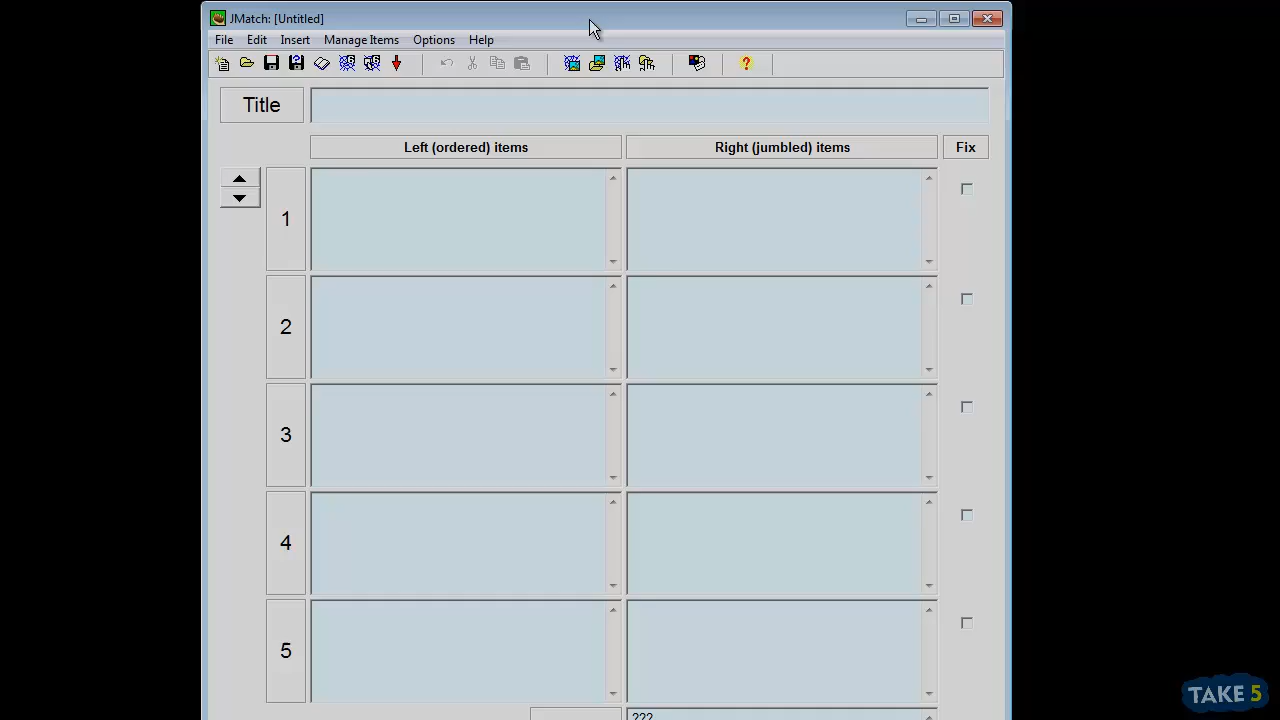 JMatch: [Untitled]
File Edit Insert Manage Items Options Help
Title
Left (ordered) items Right (jumbled) items Fix
1
2
3
4
5
???
TAKE 5